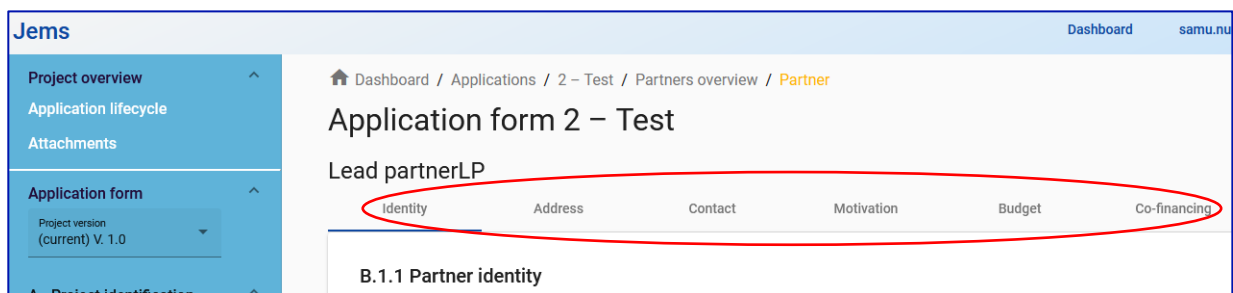 Jems
Dashboard samu.nu
Project overview
Application lifecycle
Attachments
Application form
Project version
(current) V. 1.0
Dashboard / Applications / 2 – Test / Partners overview / Partner
Application form 2 – Test
Lead partnerLP
Identity Address Contact Motivation Budget Co-financing
B.1.1 Partner identity
A - Project identification